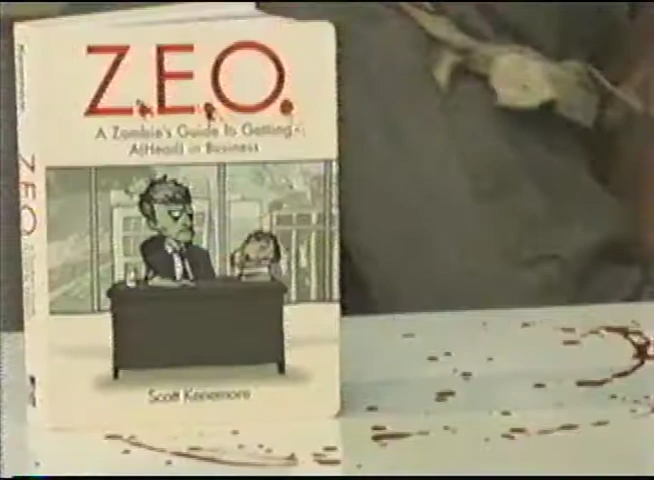 Z.E.O.
A Zombie's Guide to Getting
A(Head) in Business
Scott Kenemore
Z.E.O.